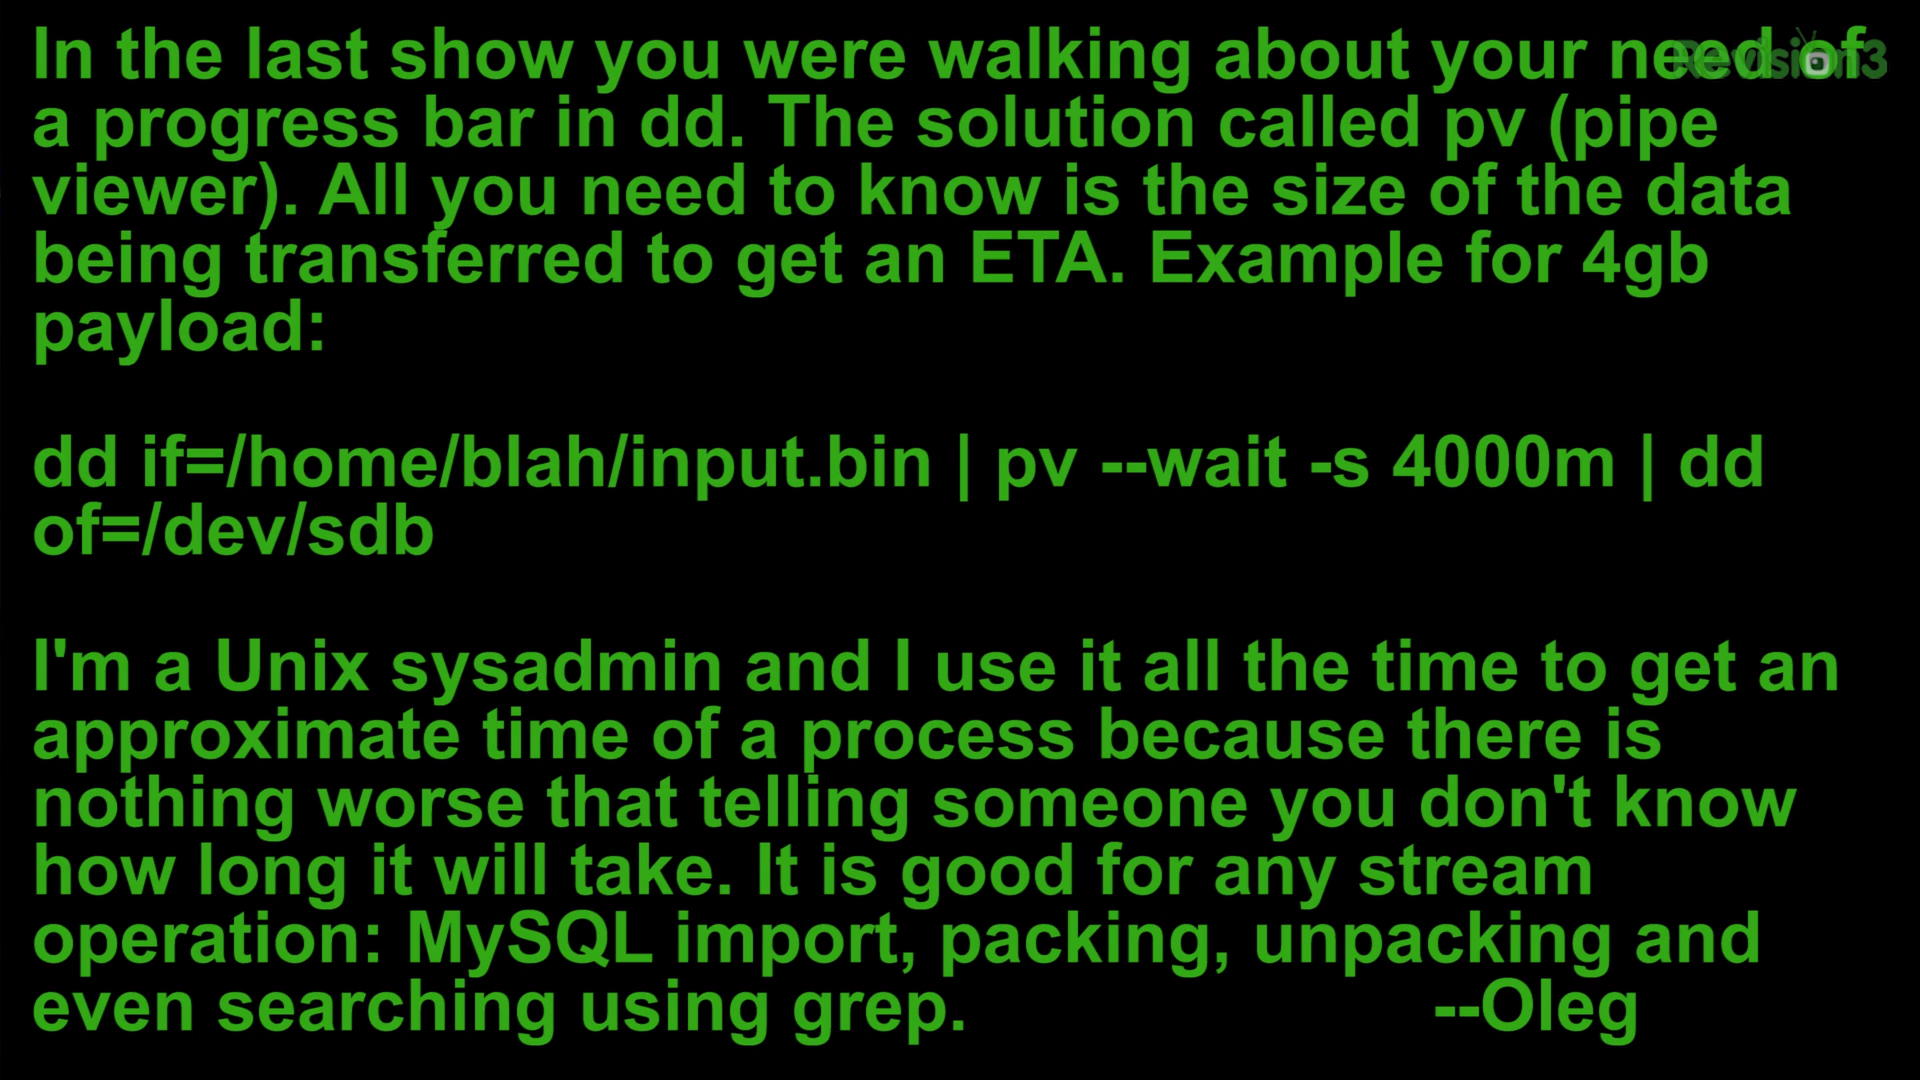 In the last show you were walking about your need of
a progress bar in dd. The solution called pv (pipe
viewer). All you need to know is the size of the data
being transferred to get an ETA. Example for 4gb
payload:
dd if=/home/blah/input.bin | pv --wait -s 4000m | dd
of=/dev/sdb
I'm a Unix sysadmin and I use it all the time to get an
approximate time of a process because there is
nothing worse that telling someone you don't know
how long it will take. It is good for any stream
operation: MySQL import, packing, unpacking and
even searching using grep. --Oleg
Revision3